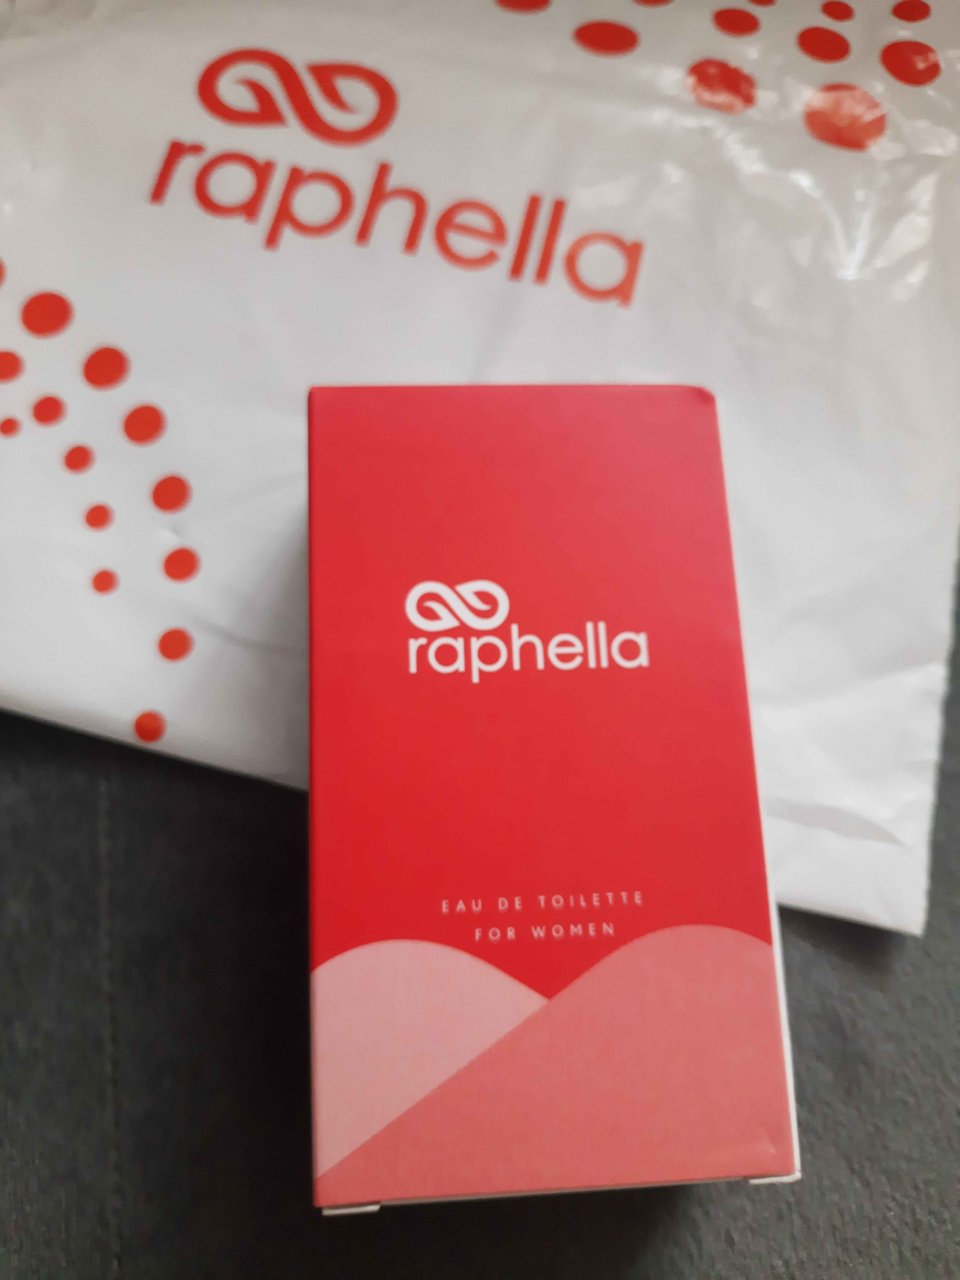 raphella
raphella
EAU DE TOILETTE
FOR WOMEN